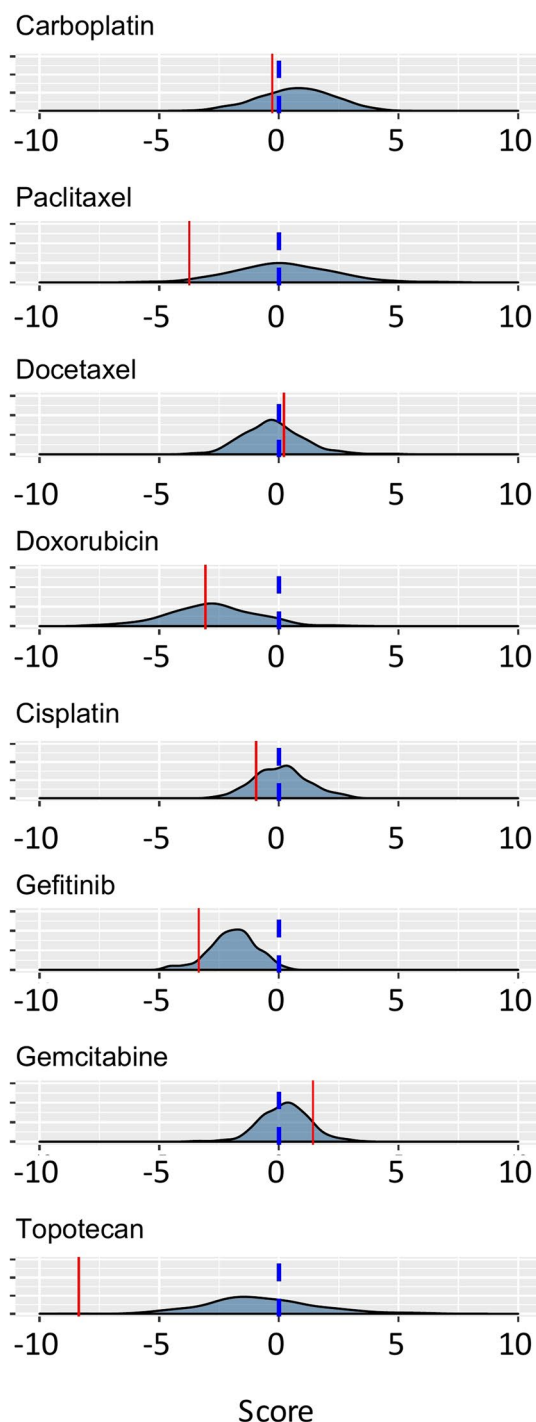 Carboplatin
-10 -5 0 5 10
Paclitaxel
-10 -5 0 5 10
Docetaxel
-10 -5 0 5 10
Doxorubicin
-10 -5 0 5 10
Cisplatin
-10 -5 0 5 10
Gefitinib
-10 -5 0 5 10
Gemcitabine
-10 -5 0 5 10
Topotecan
-10 -5 0 5 10
Score